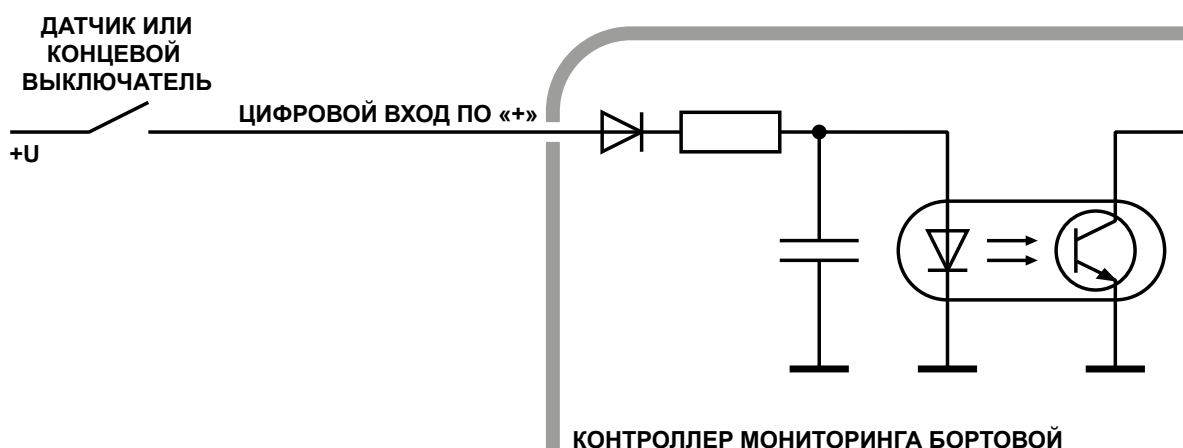 ДАТЧИК ИЛИ
КОНЦЕВОЙ
ВЫКЛЮЧАТЕЛЬ
ЦИФРОВОЙ ВХОД ПО «+»
+U
КОНТРОЛЛЕР МОНИТОРИНГА БОРТОВОЙ